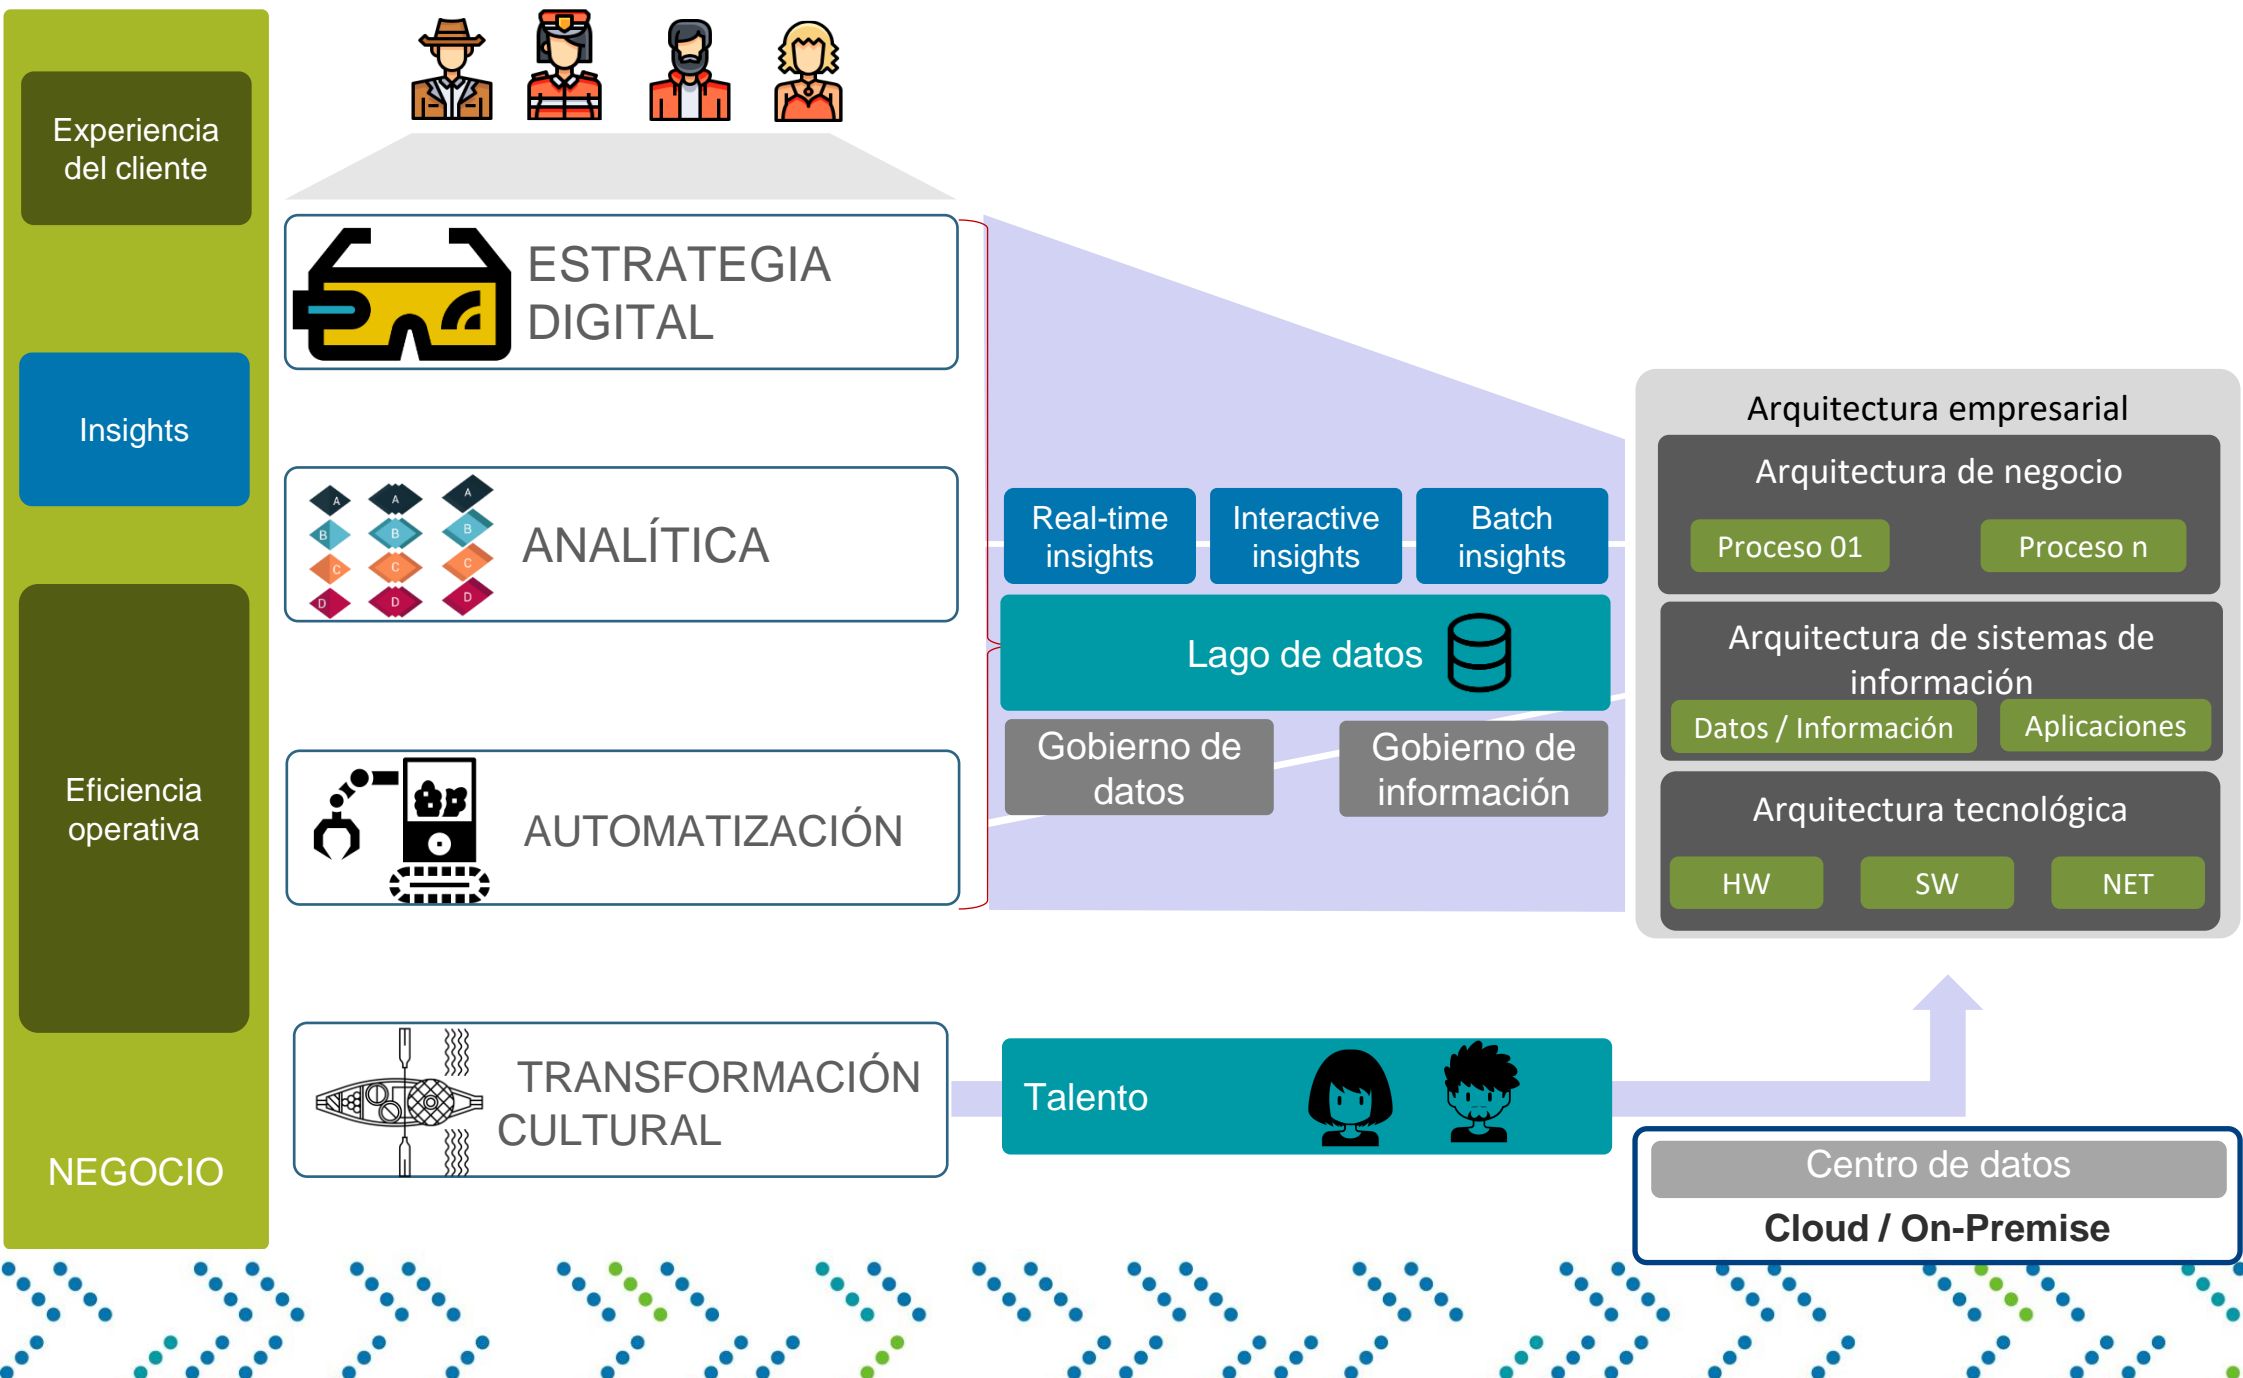 Experiencia
del cliente
Insights
Eficiencia
operativa
NEGOCIO
ESTRATEGIA
DIGITAL
A A A
B B B
C C C
D D D
ANALÍTICA
AUTOMATIZACIÓN
TRANSFORMACIÓN
CULTURAL
Real-time
insights
Interactive
insights
Batch
insights
Lago de datos
Gobierno de
datos
Gobierno de
información
Talento
Arquitectura empresarial
Arquitectura de negocio
Proceso 01
Proceso n
Arquitectura de sistemas de
información
Datos / Información
Aplicaciones
Arquitectura tecnológica
HW
SW
NET
Centro de datos
Cloud / On-Premise